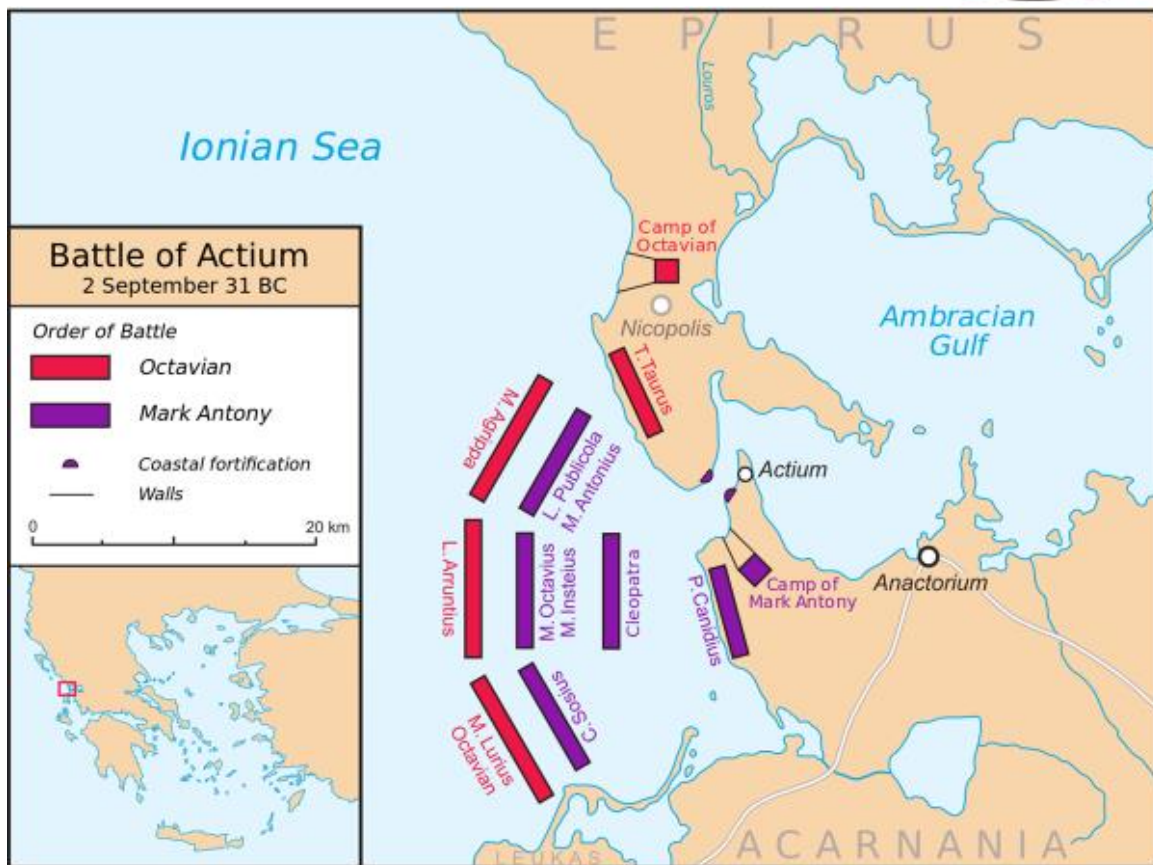 EPIRUS
Louros
Ionian Sea
Camp of
Octavian
Battle of Actium
2 September 31 BC
Nicopolis
Ambracian
Gulf
Order of Battle
Octavian
Mark Antony
Coastal fortification
Walls
0 20 km
T.Taurus
M.Agrippa
L. Publicola
M. Antonius
Actium
L. Arruntius
M.Octavius
M. Insteius
Cleopatra
P.Canidius
Camp of
Mark Antony
Anactorium
C. Sosius
M. Lurius
Octavian
ACARNANIA
LEUKAS